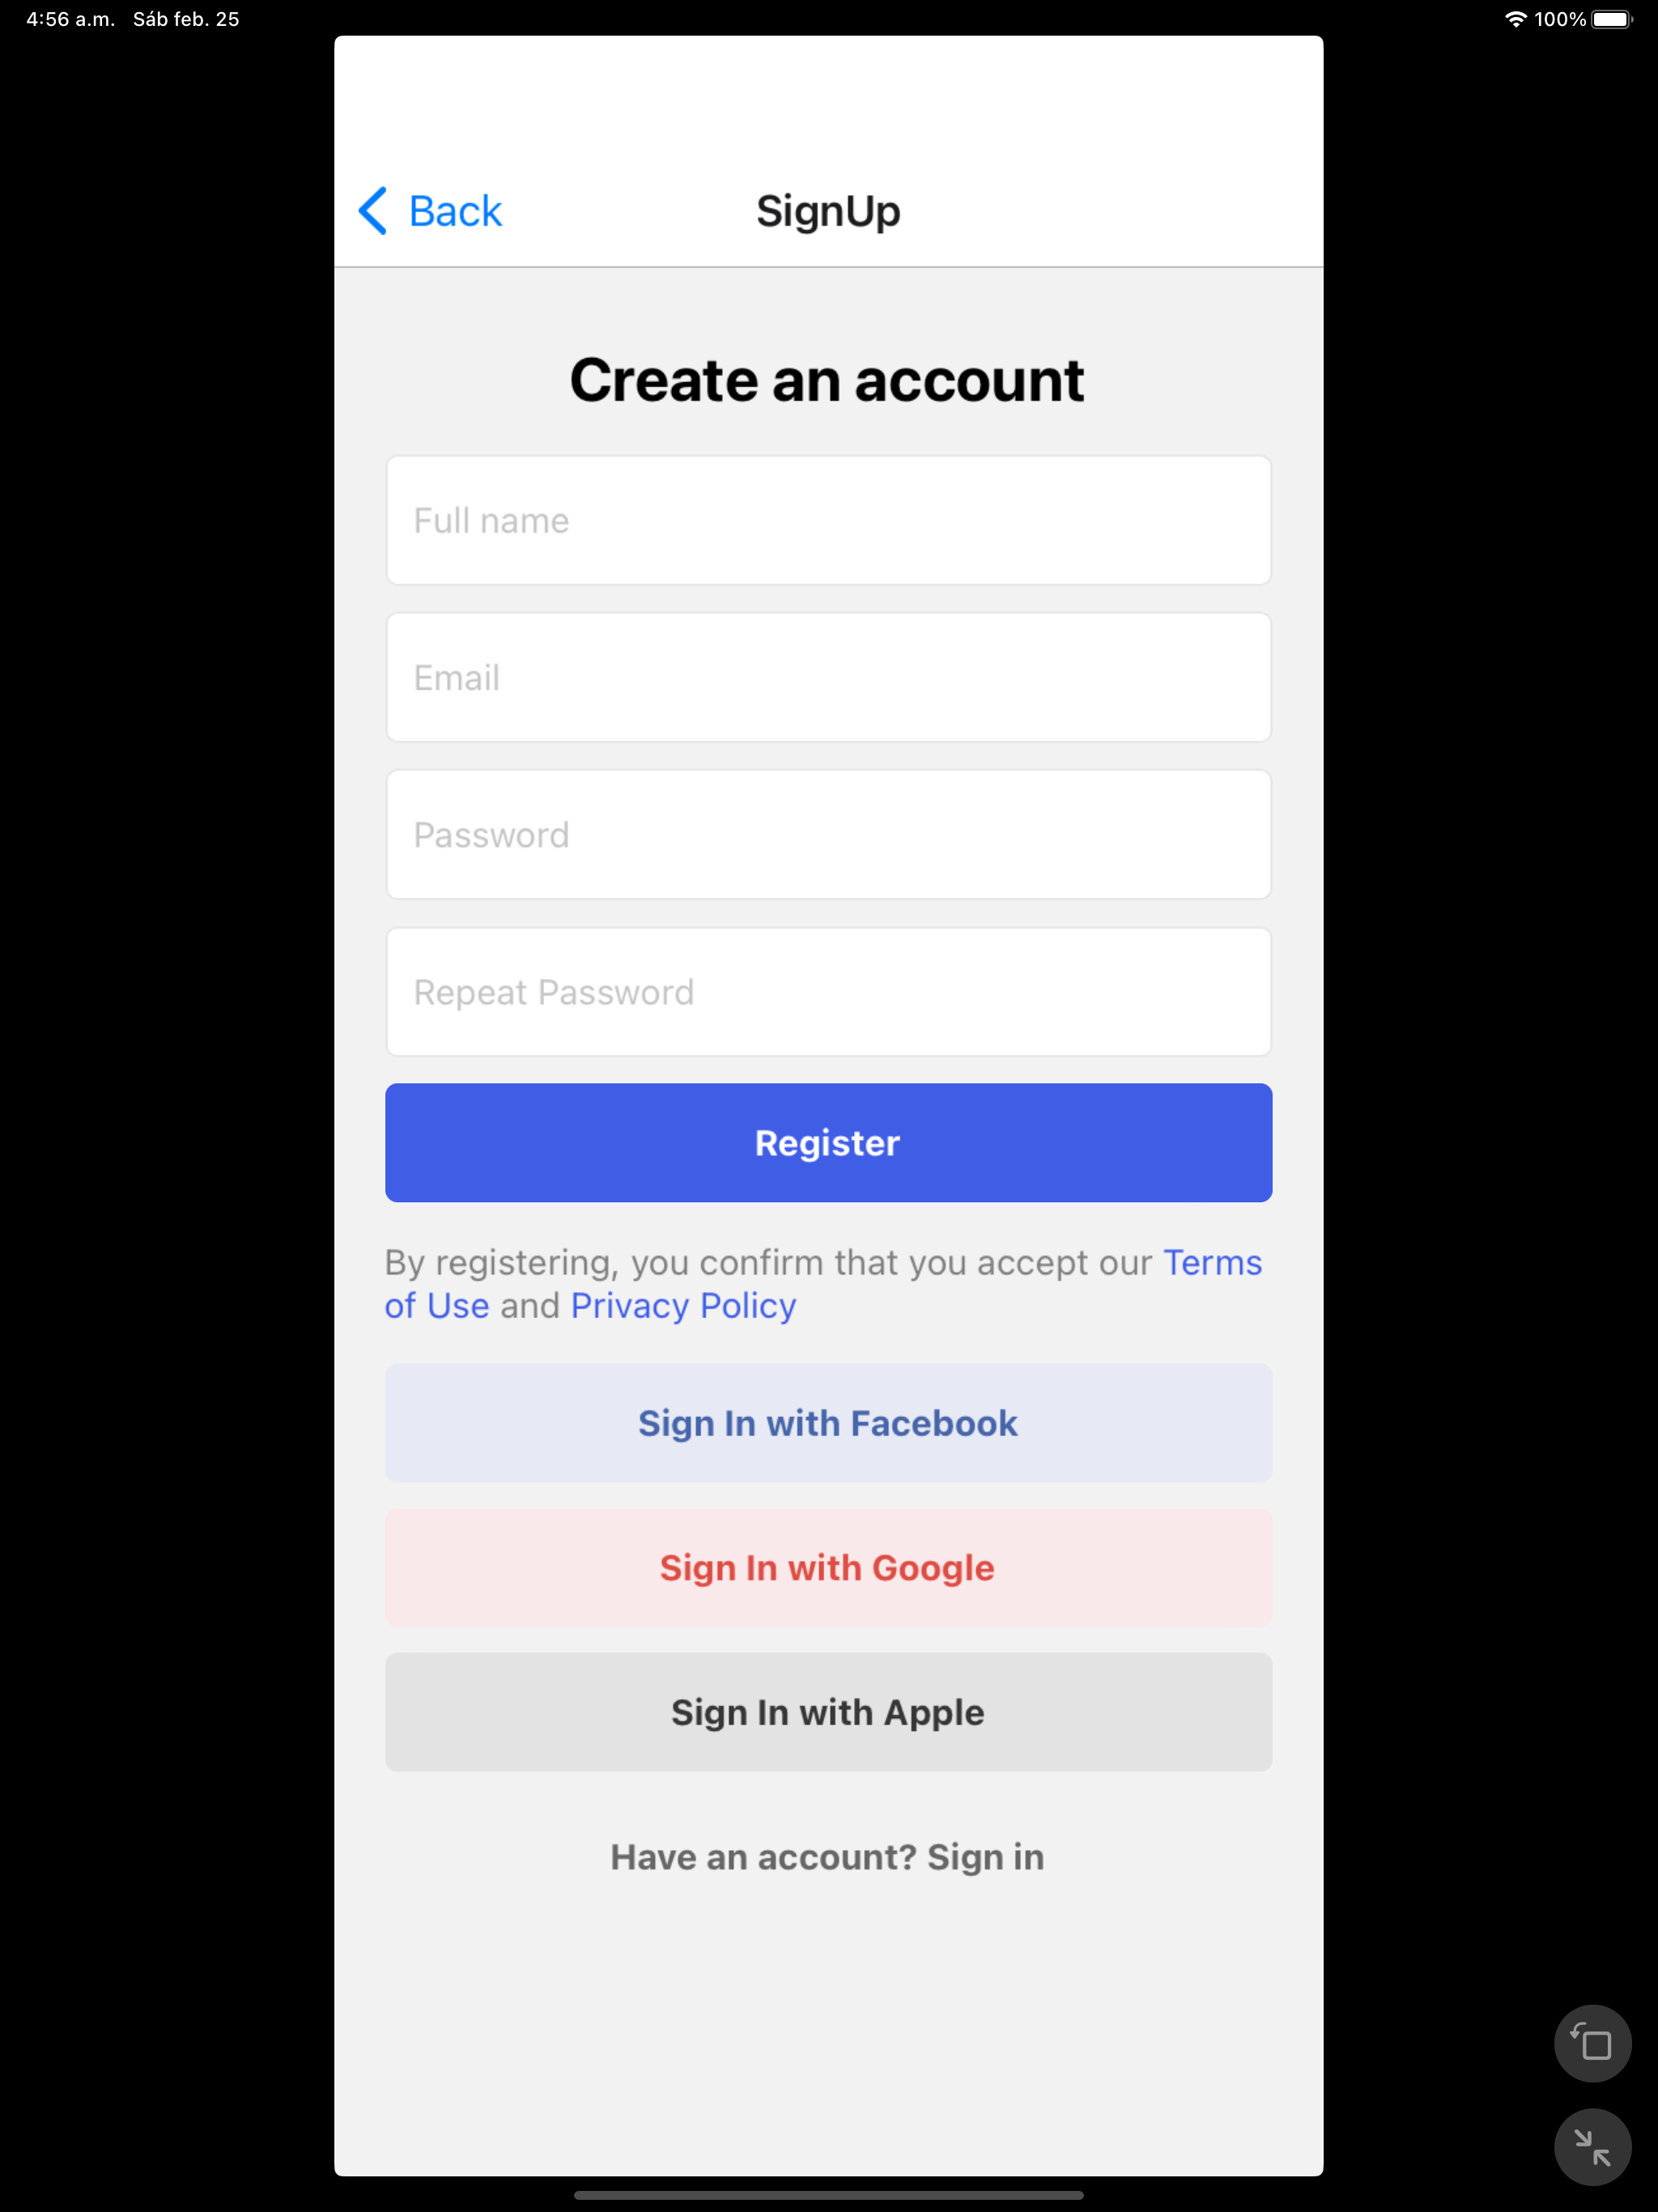 4:56 a.m. Sáb feb. 25
100%
Back
SignUp
Create an account
Full name
Email
Password
Repeat Password
Register
By registering, you confirm that you accept our Terms
of Use and Privacy Policy
Sign In with Facebook
Sign In with Google
Sign In with Apple
Have an account? Sign in